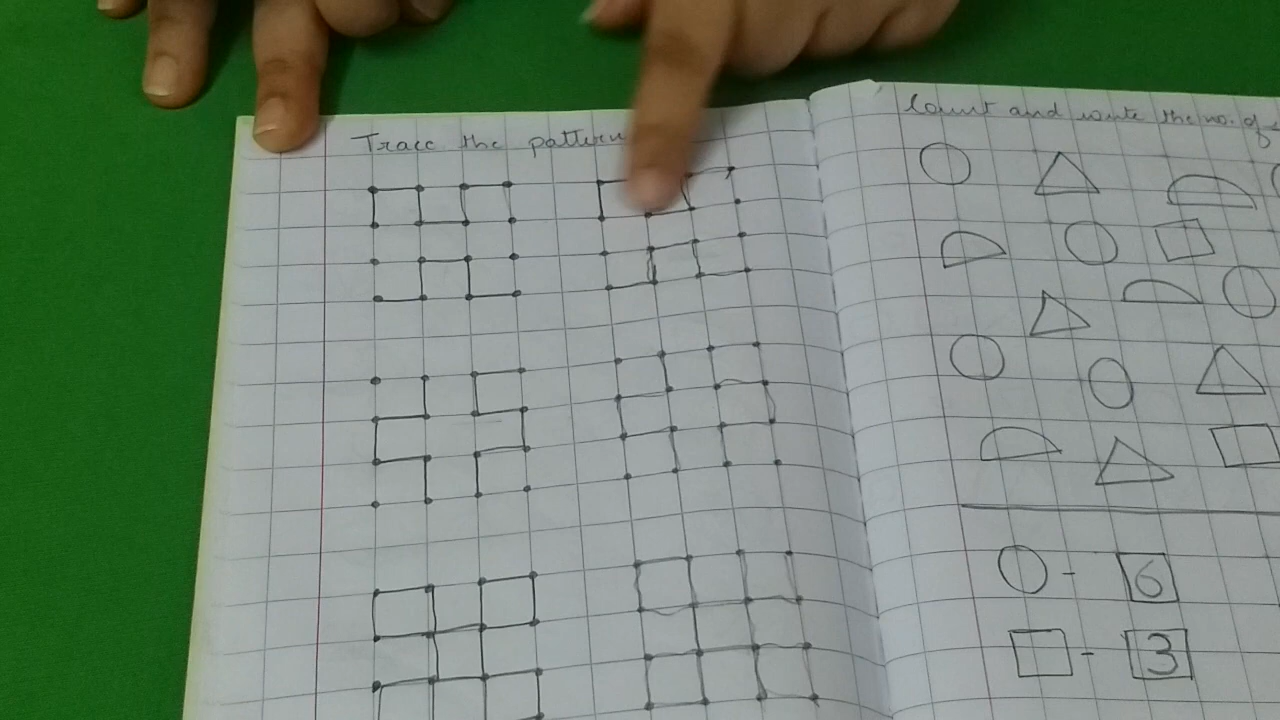 Trace the pattern
Count and write the no. of
- 6
- 3